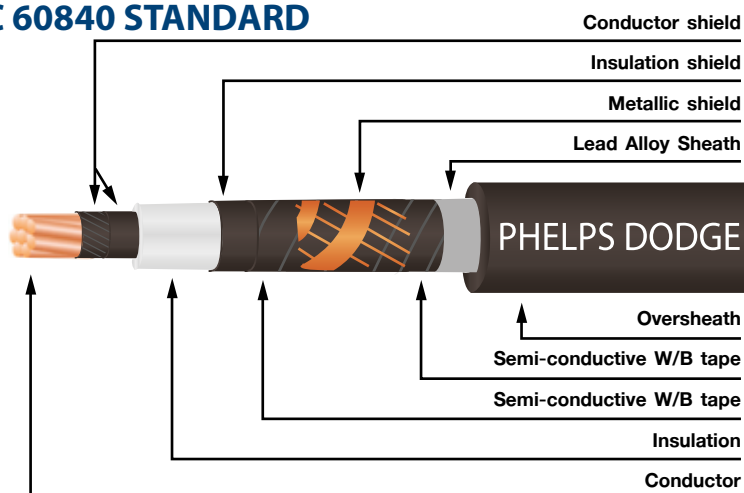 C 60840 STANDARD
Conductor shield
Insulation shield
Metallic shield
Lead Alloy Sheath
PHELPS DODGE
Oversheath
Semi-conductive W/B tape
Semi-conductive W/B tape
Insulation
Conductor